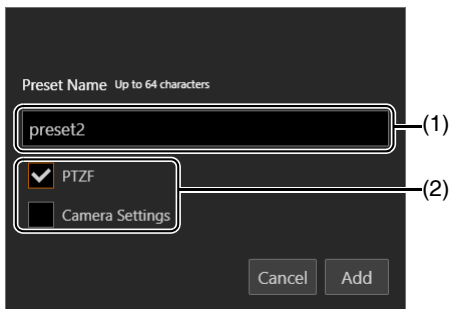 Preset Name Up to 64 characters
preset2 (1)
PTZF
(2)
Camera Settings
Cancel Add